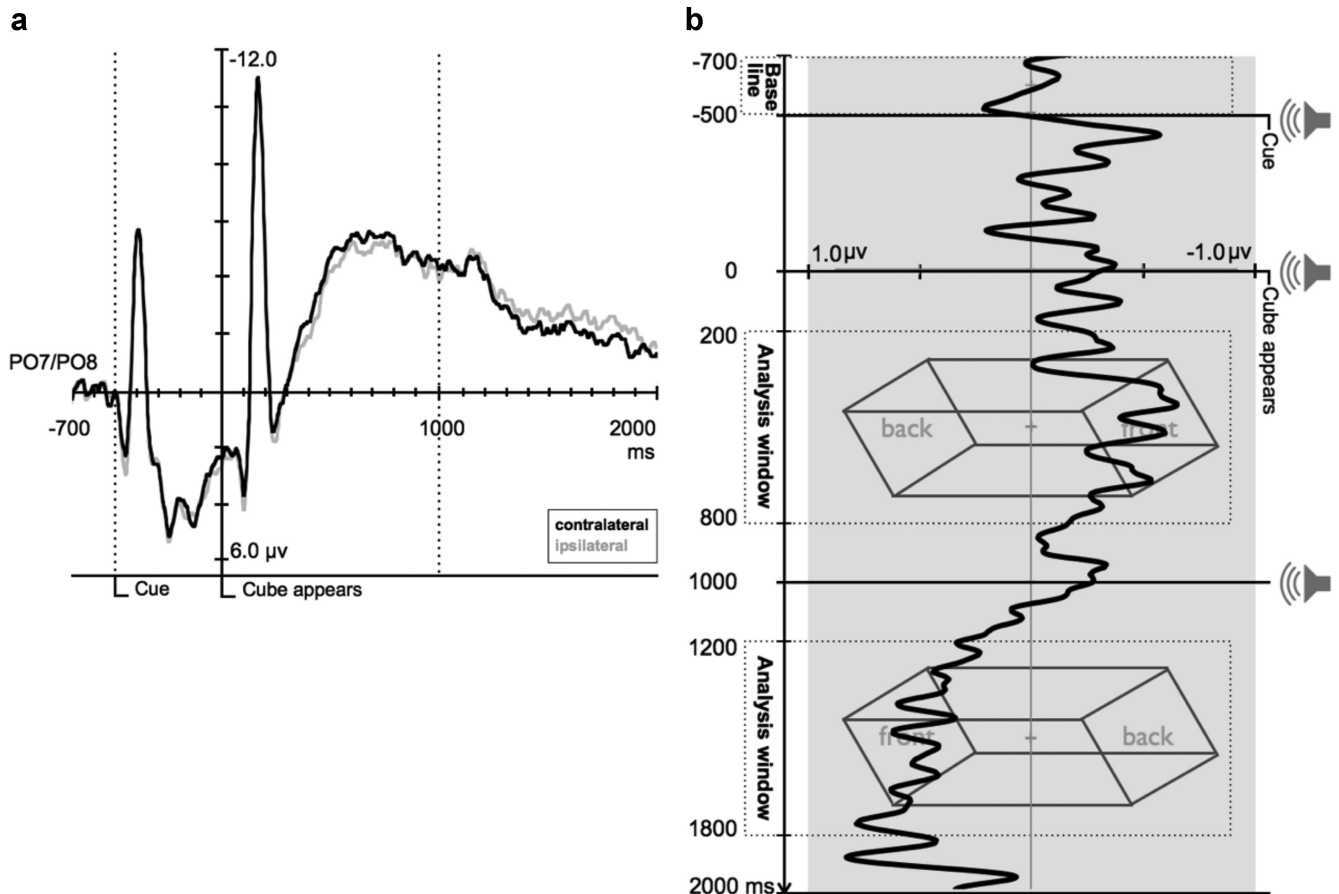 a
-12.0
PO7/PO8
-700
1000
2000
ms
contralateral
ipsilateral
6.0 µv
Cue
Cube appears
b
-700
Base
line
-500
Cue
1.0µv
-1.0µv
0
Cube appears
200
Analysis window
back
front
800
1000
1200
Analysis window
front
back
1800
2000 ms